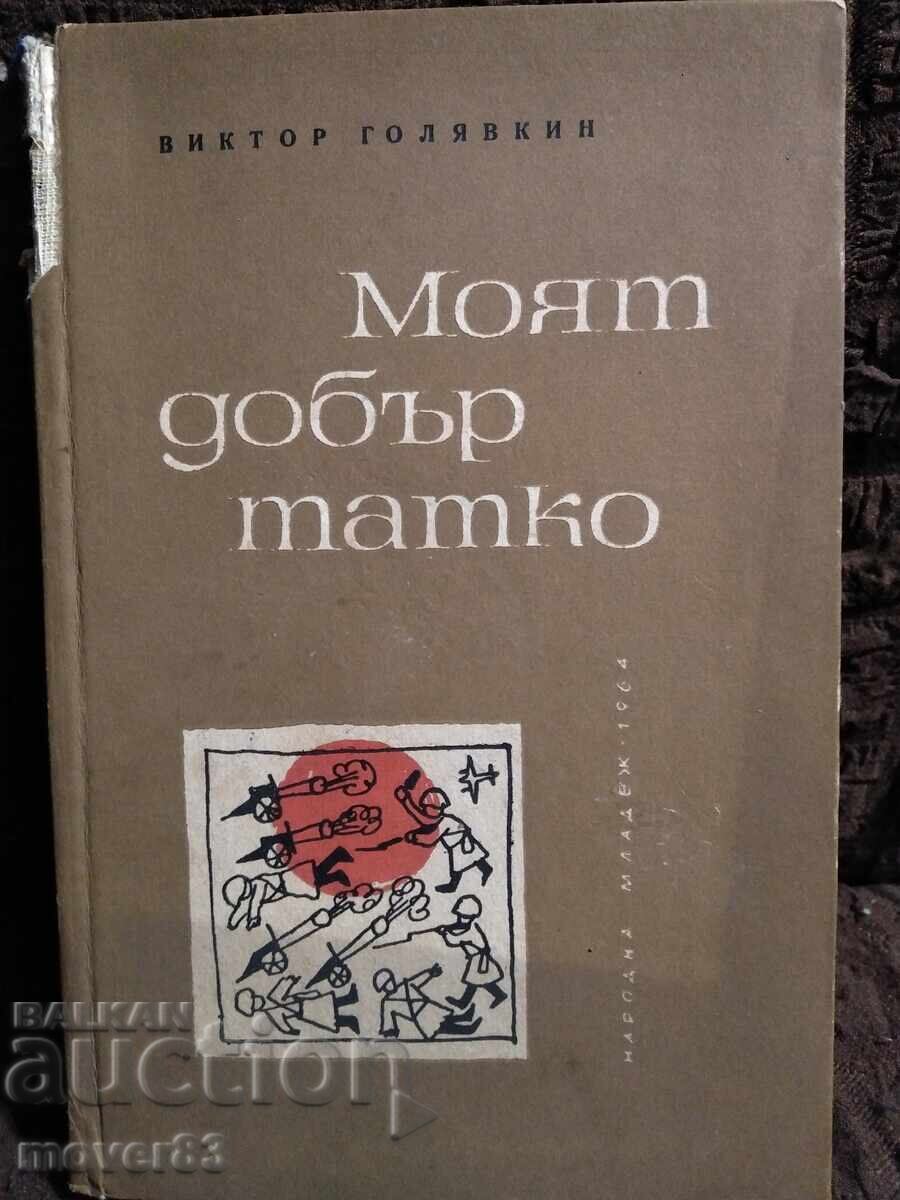 ВИКТОР ГОЛЯВКИН
Моят
добър
татко
НАРОДНА МЛАДЕЖ · 1964
BALKAN
auction
mover83